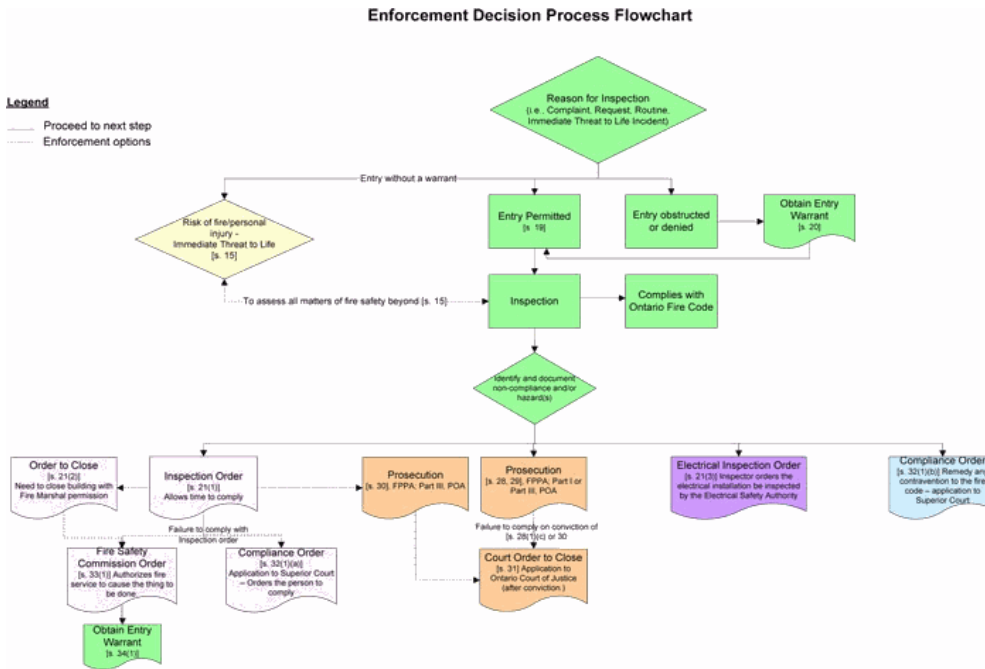 Enforcement Decision Process Flowchart
Legend
Proceed to next step
Enforcement options
Reason for Inspection
(i.e., Complaint, Request, Routine,
Immediate Threat to Life Incident)
Entry without a warrant
Risk of fire/personal
injury -
Immediate Threat to Life
[s. 15]
Entry Permitted
[s 19]
Entry obstructed
or denied
Obtain Entry
Warrant
[s. 20]
To assess all matters of fire safety beyond [s. 15]
Inspection
Complies with
Ontario Fire Code
Identify and document
non-compliance and/or
hazard(s)
Order to Close
[s. 21(2)]
Need to close building with
Fire Marshal permission
Inspection Order
[s. 21(1)]
Allows time to comply
Prosecution
[s. 30], FPPA: Part III, POA
Prosecution
[s. 28, 29], FPPA; Part I or
Part III, POA
Electrical Inspection Order
[s. 21(3)] Inspector orders the
electrical installation be inspected
by the Electrical Safety Authority
Compliance Order
[s. 32(1)(b)] Remedy any
contravention to the fire
code – application to
Superior Court
Failure to comply with
Inspection order
Failure to comply on conviction of
[s. 28(1)(c) or 30
Fire Safety
Commission Order
[s. 33(1)] Authorizes fire
service to cause the thing to
be done
Compliance Order
[s. 32(1)(a)]
Application to Superior Court
– Orders the person to
comply
Court Order to Close
[s. 31] Application to
Ontario Court of Justice
(after conviction.)
Obtain Entry
Warrant
[s. 34(1)]